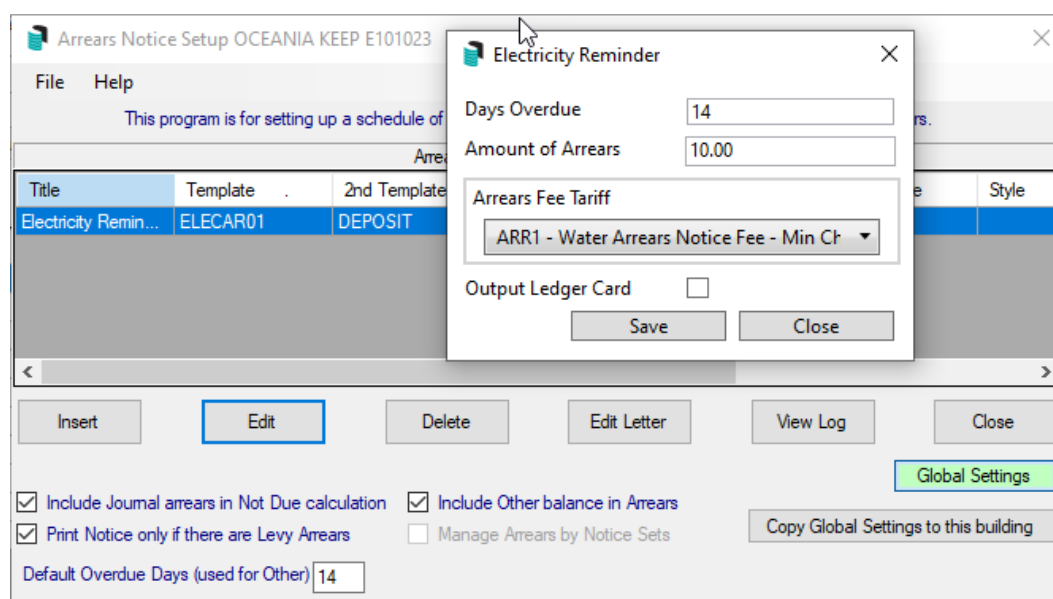 Arrears Notice Setup OCEANIA KEEP E101023
File Help
This program is for setting up a schedule of
rs.
Title Template . 2nd Template Style
Electricity Remin... ELECAR01 DEPOSIT
Electricity Reminder
Days Overdue 14
Amount of Arrears 10.00
Arrears Fee Tariff
ARR1 - Water Arrears Notice Fee - Min Ch
Output Ledger Card
Save Close
Insert Edit Delete Edit Letter View Log Close
Global Settings
Include Journal arrears in Not Due calculation Include Other balance in Arrears
Print Notice only if there are Levy Arrears Manage Arrears by Notice Sets
Copy Global Settings to this building
Default Overdue Days (used for Other) 14